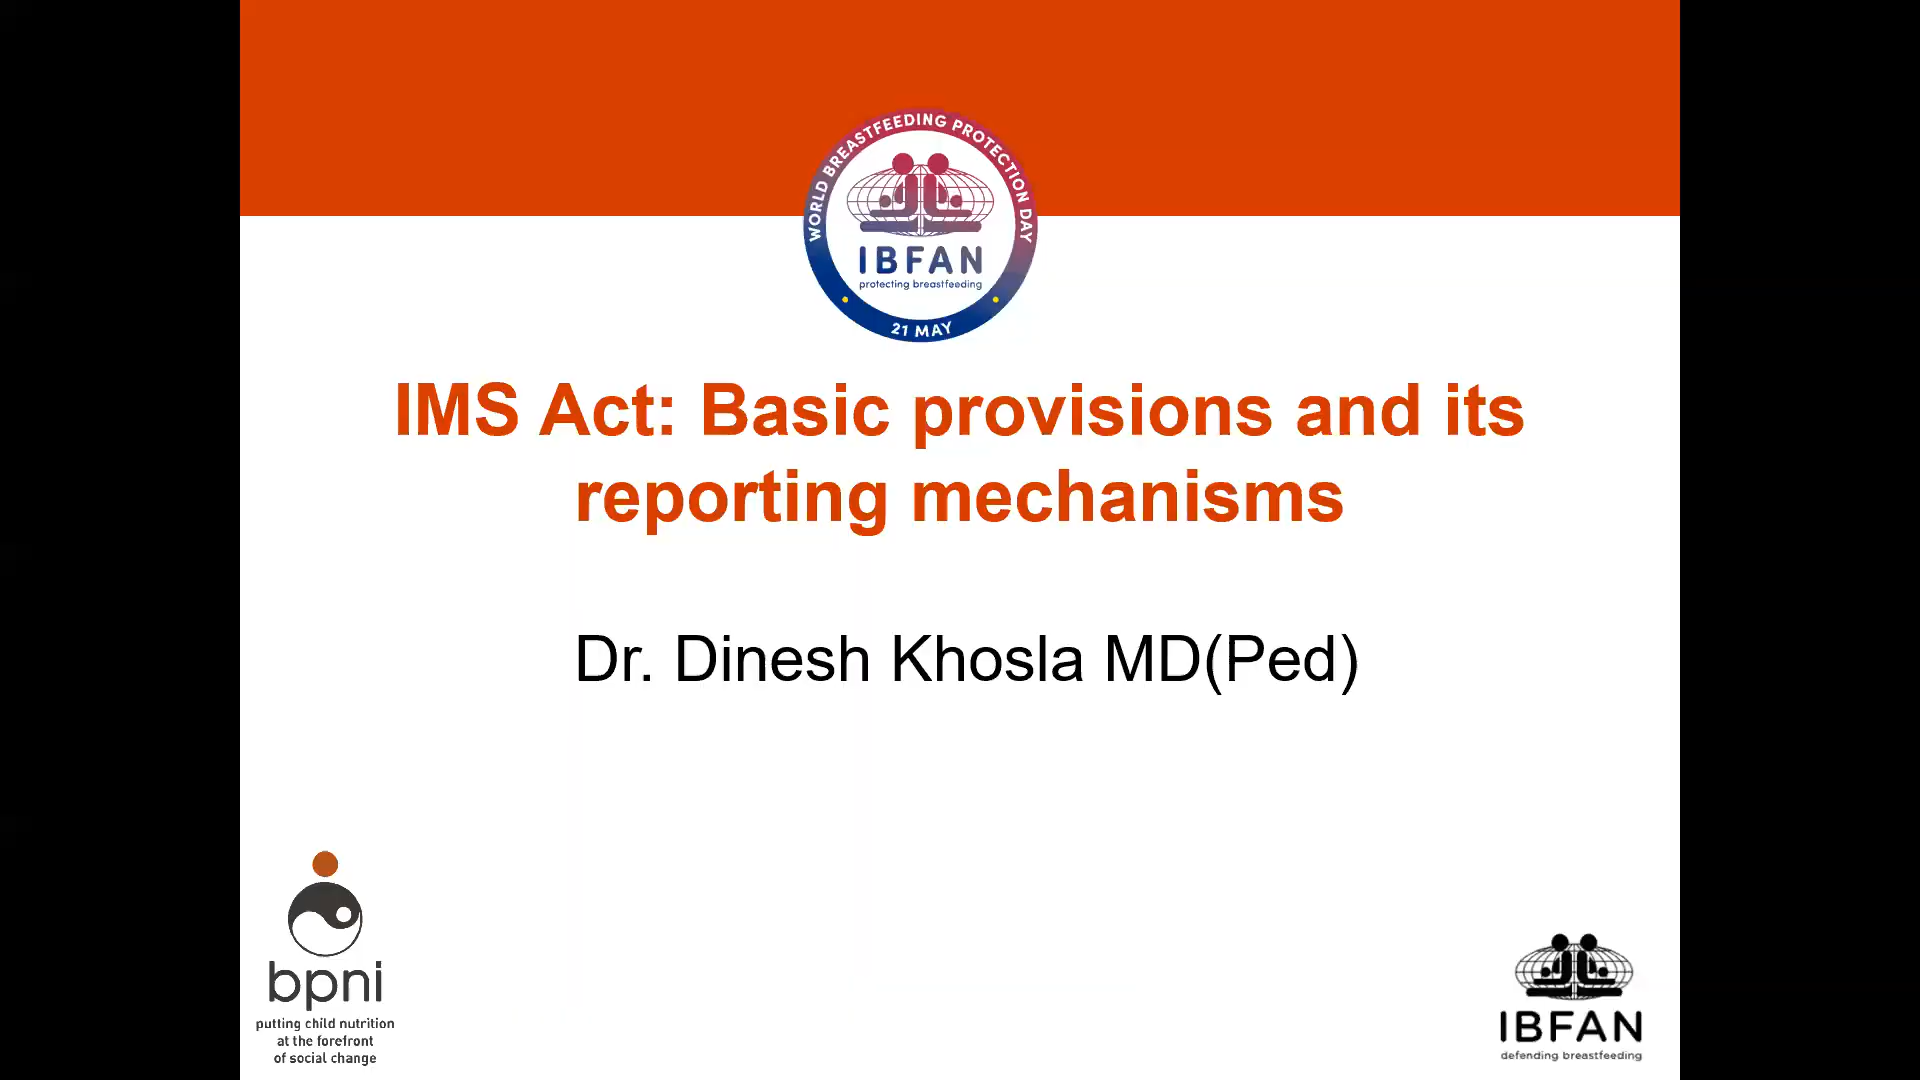 WORLD BREASTFEEDING PROTECTION DAY
IBFAN
protecting breastfeeding
21 MAY
IMS Act: Basic provisions and its
reporting mechanisms
Dr. Dinesh Khosla MD(Ped)
bpni
putting child nutrition
at the forefront
of social change
IBFAN
defending breastfeeding